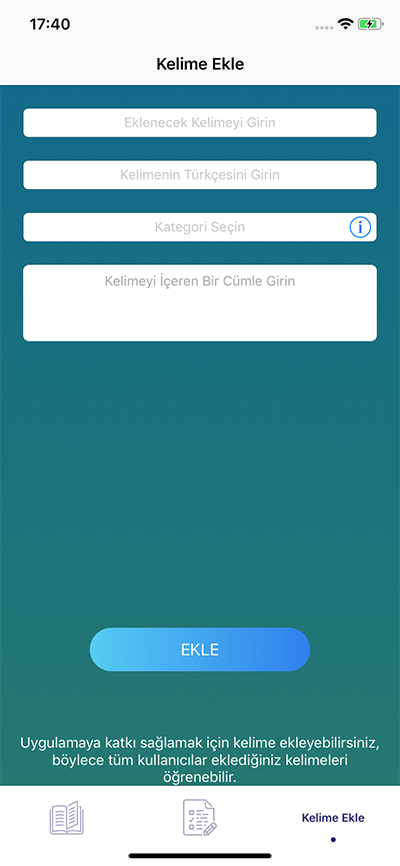 17:40
Kelime Ekle
Eklenecek Kelimeyi Girin
Kelimenin Türkçesini Girin
Kategori Seçin
Kelimeyi İçeren Bir Cümle Girin
EKLE
Uygulamaya katkı sağlamak için kelime ekleyebilirsiniz,
böylece tüm kullanıcılar eklediğiniz kelimeleri
öğrenebilir.
Kelime Ekle